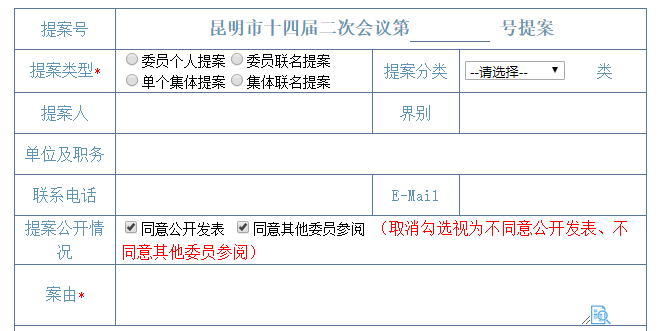 提案号 昆明市十四届二次会议第 号提案
提案类型* 委员个人提案 委员联名提案 提案分类 --请选择-- 类
单个集体提案 集体联名提案
提案人 界别
单位及职务
联系电话 E-Mail
提案公开情 同意公开发表 同意其他委员参阅 （取消勾选视为不同意公开发表、不
况 同意其他委员参阅）
案由*